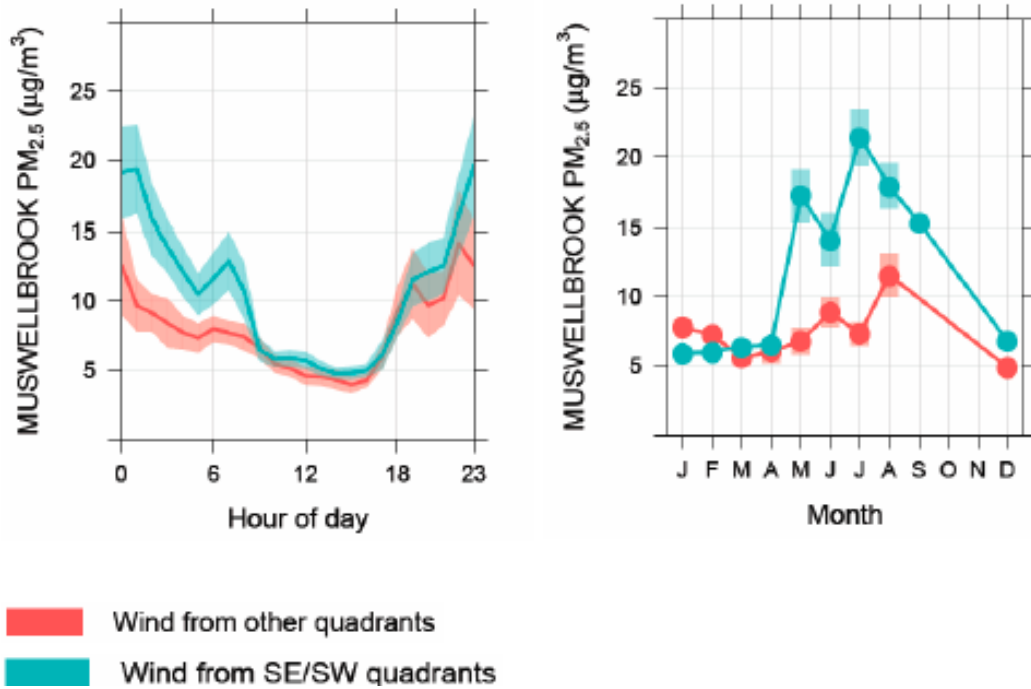 MUSWELLBROOK PM2.5 (μg/m3)
25
20
15
10
5
0 6 12 18 23
Hour of day
MUSWELLBROOK PM2.5 (μg/m3)
25
20
15
10
5
J F M A M J J A S O N D
Month
Wind from other quadrants
Wind from SE/SW quadrants